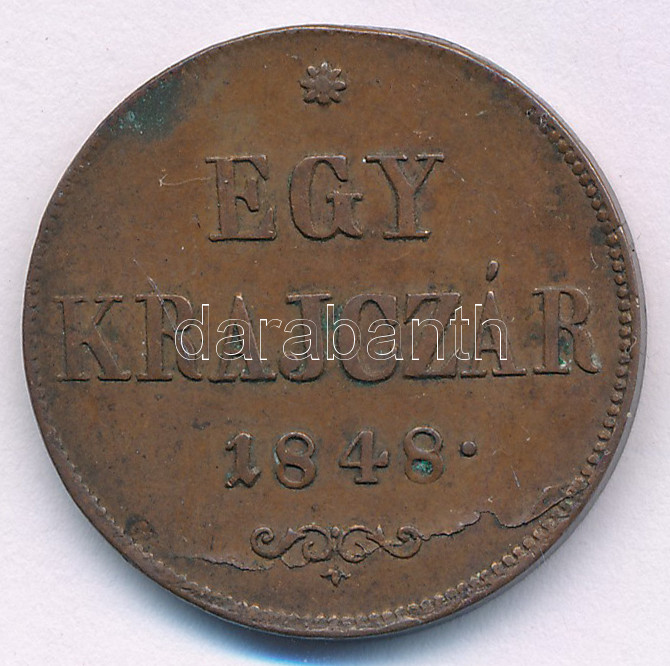 EGY
KRAJCZÁR
darabanth
1848.